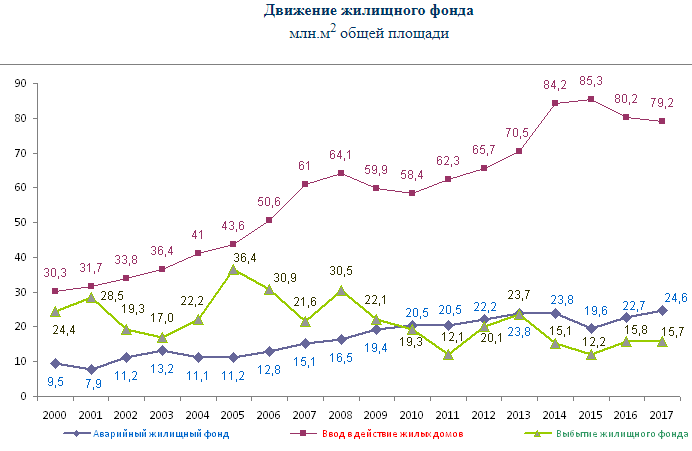 Движение жилищного фонда
млн.м2 общей площади
90
80
70
60
50
40
30
20
10
0
30,3 31,7 33,8 36,4 41 43,6 50,6 61 64,1 59,9 58,4 62,3 65,7 70,5 84,2 85,3 80,2 79,2
24,4 28,5 19,3 17,0 22,2 36,4 30,9 21,6 30,5 22,1 19,3 12,1 20,1 23,7 15,1 12,2 15,8 15,7
9,5 7,9 11,2 13,2 11,1 11,2 12,8 15,1 16,5 19,4 20,5 20,5 22,2 23,8 23,8 19,6 22,7 24,6
2000 2001 2002 2003 2004 2005 2006 2007 2008 2009 2010 2011 2012 2013 2014 2015 2016 2017
Аварийный жилищный фонд Ввод в действие жилых домов Выбытие жилищного фонда